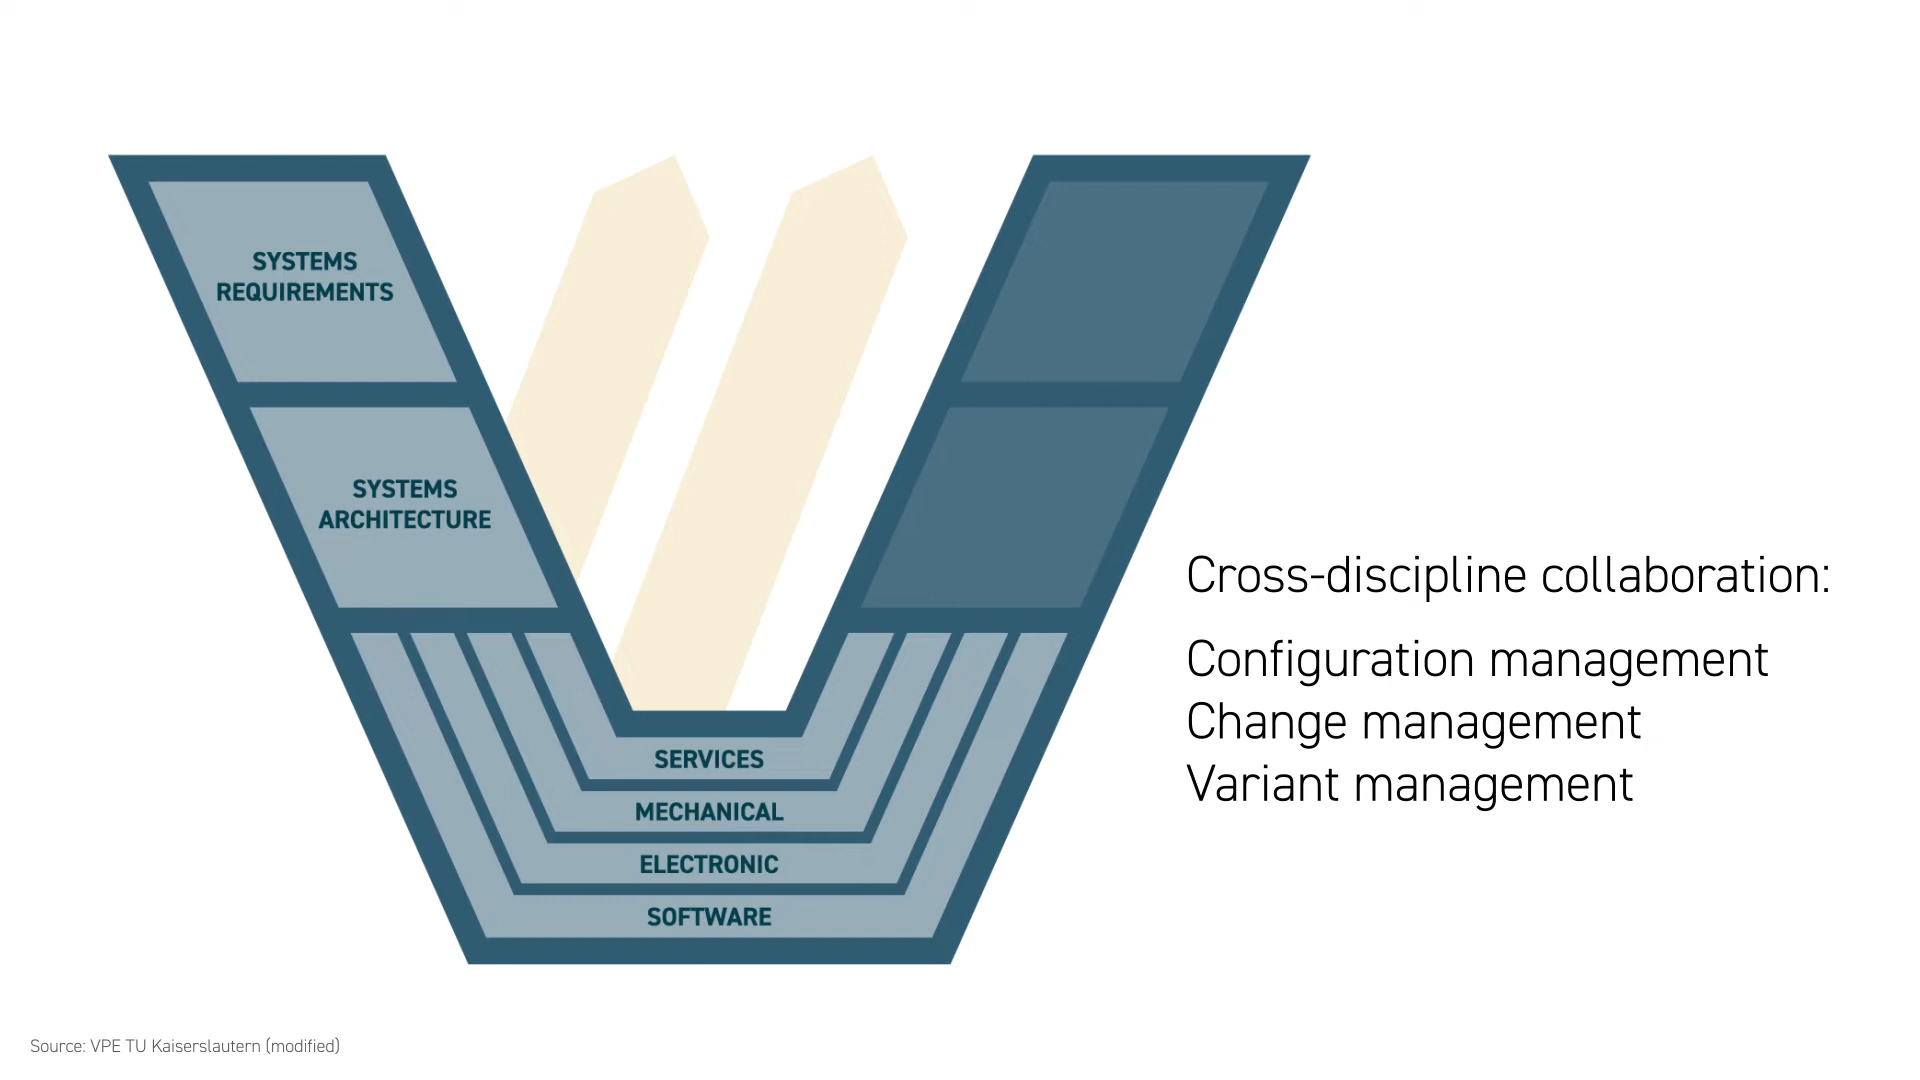 SYSTEMS
REQUIREMENTS
SYSTEMS
ARCHITECTURE
SERVICES
MECHANICAL
ELECTRONIC
SOFTWARE
Cross-discipline collaboration:
Configuration management
Change management
Variant management
Source: VPE TU Kaiserslautern (modified)